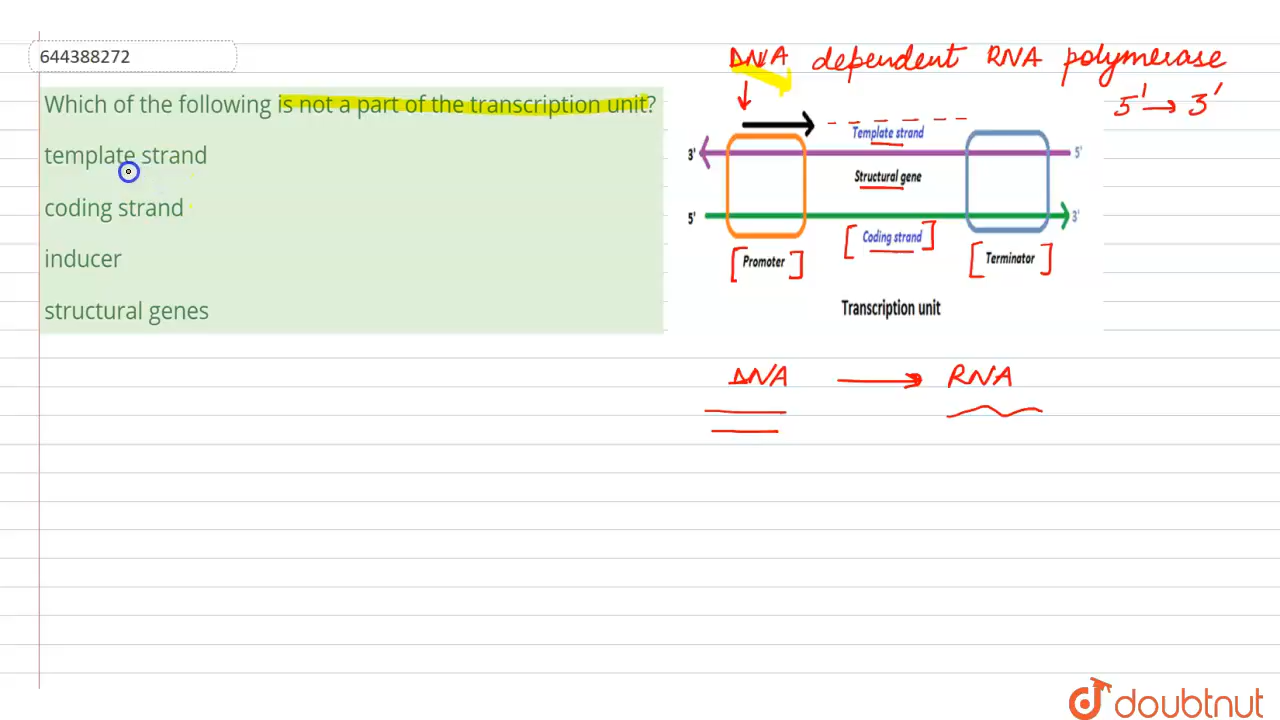 644388272
Which of the following is not a part of the transcription unit?
template strand
coding strand
inducer
structural genes
DNA dependent RNA polymerase
5' → 3'
Template strand
3' 5'
Structural gene
5' 3'
[Coding strand]
[Promoter] [Terminator]
Transcription unit
DNA → RNA
doubtnut